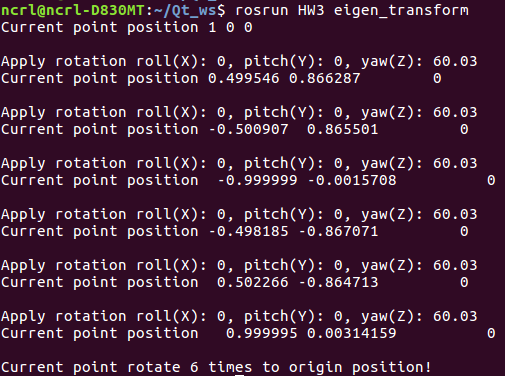 ncrl@ncrl-D830MT:~/Qt_ws$ rosrun HW3 eigen_transform
Current point position 1 0 0
Apply rotation roll(X): 0, pitch(Y): 0, yaw(Z): 60.03
Current point position 0.499546 0.866287 0
Apply rotation roll(X): 0, pitch(Y): 0, yaw(Z): 60.03
Current point position -0.500907 0.865501 0
Apply rotation roll(X): 0, pitch(Y): 0, yaw(Z): 60.03
Current point position -0.999999 -0.0015708 0
Apply rotation roll(X): 0, pitch(Y): 0, yaw(Z): 60.03
Current point position -0.498185 -0.867071 0
Apply rotation roll(X): 0, pitch(Y): 0, yaw(Z): 60.03
Current point position 0.502266 -0.864713 0
Apply rotation roll(X): 0, pitch(Y): 0, yaw(Z): 60.03
Current point position 0.999995 0.00314159 0
Current point rotate 6 times to origin position!